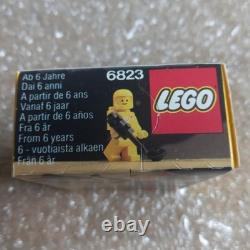 Ab 6 Jahre
Dai 6 anni
A partir de 6 ans
Vanaf 6 jaar
A partir de 6 años
Fra 6 år
From 6 years
6 - vuotiaista alkaen
Från 6 år
6823
LEGO